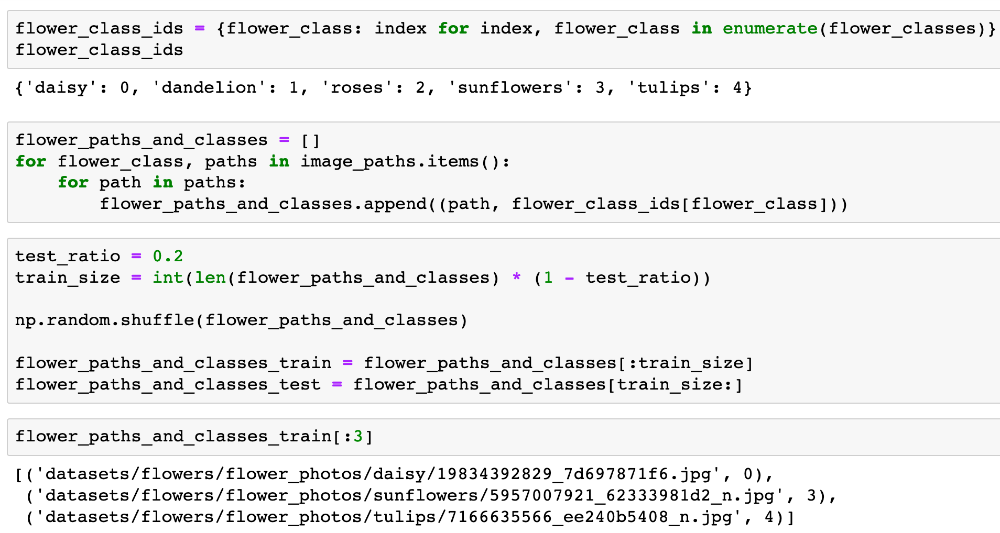 flower_class_ids = {flower_class: index for index, flower_class in enumerate(flower_classes)}
flower_class_ids
{'daisy': 0, 'dandelion': 1, 'roses': 2, 'sunflowers': 3, 'tulips': 4}
flower_paths_and_classes = []
for flower_class, paths in image_paths.items():
    for path in paths:
        flower_paths_and_classes.append((path, flower_class_ids[flower_class]))
test_ratio = 0.2
train_size = int(len(flower_paths_and_classes) * (1 - test_ratio))
np.random.shuffle(flower_paths_and_classes)
flower_paths_and_classes_train = flower_paths_and_classes[:train_size]
flower_paths_and_classes_test = flower_paths_and_classes[train_size:]
flower_paths_and_classes_train[:3]
[('datasets/flowers/flower_photos/daisy/19834392829_7d697871f6.jpg', 0),
 ('datasets/flowers/flower_photos/sunflowers/5957007921_62333981d2_n.jpg', 3),
 ('datasets/flowers/flower_photos/tulips/7166635566_ee240b5408_n.jpg', 4)]